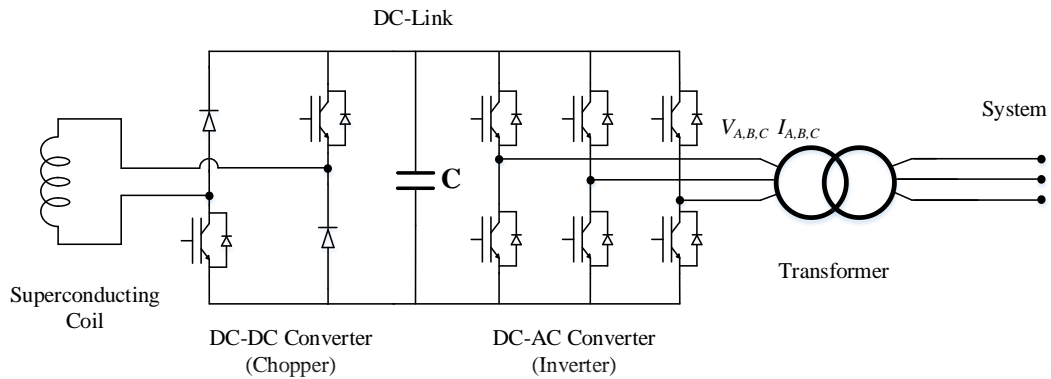 DC-Link
System
V_{A,B,C} I_{A,B,C}
C
Transformer
Superconducting
Coil
DC-DC Converter
(Chopper)
DC-AC Converter
(Inverter)